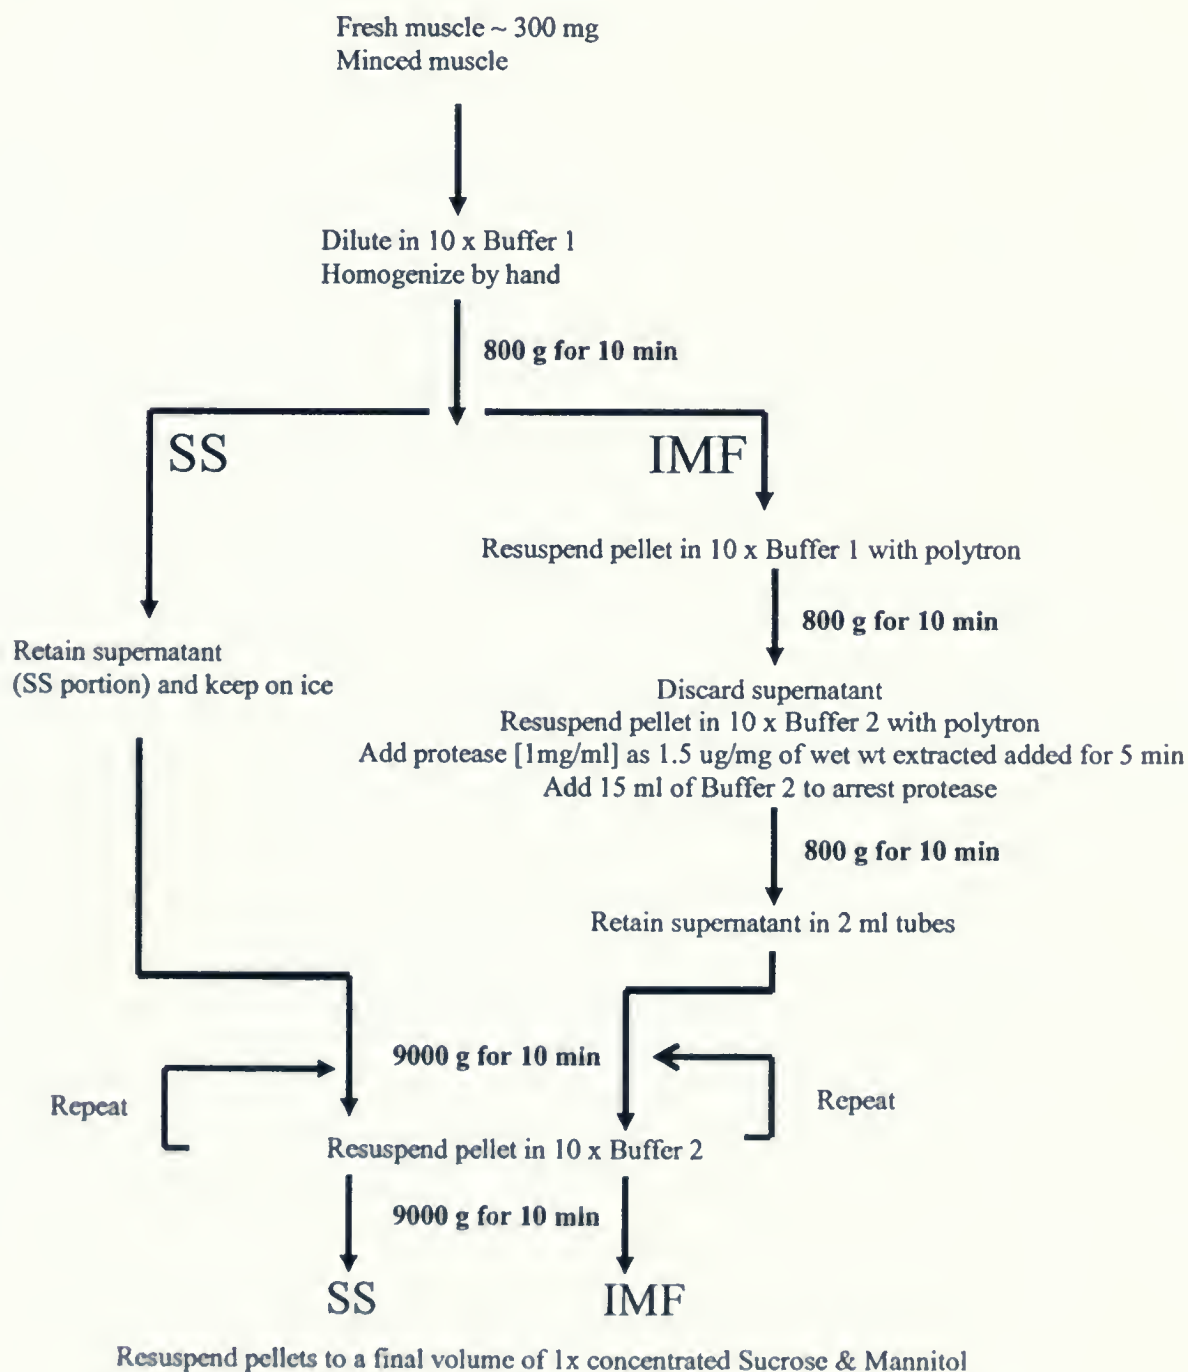 Fresh muscle ~ 300 mg
Minced muscle
Dilute in 10 x Buffer 1
Homogenize by hand
800 g for 10 min
SS
IMF
Resuspend pellet in 10 x Buffer 1 with polytron
800 g for 10 min
Retain supernatant
(SS portion) and keep on ice
Discard supernatant
Resuspend pellet in 10 x Buffer 2 with polytron
Add protease [1mg/ml] as 1.5 ug/mg of wet wt extracted added for 5 min
Add 15 ml of Buffer 2 to arrest protease
800 g for 10 min
Retain supernatant in 2 ml tubes
9000 g for 10 min
Repeat
Repeat
Resuspend pellet in 10 x Buffer 2
9000 g for 10 min
SS
IMF
Resuspend pellets to a final volume of 1x concentrated Sucrose & Mannitol